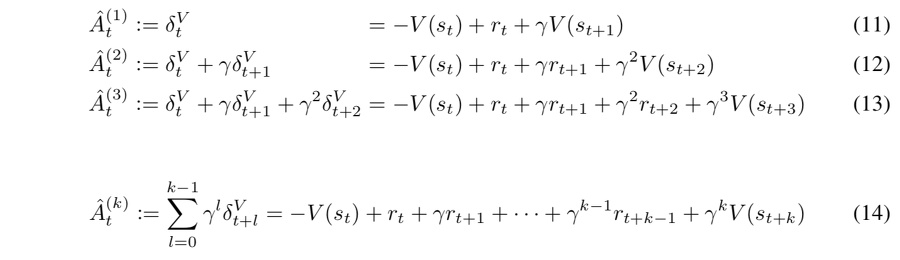 Â_t^{(1)} := δ_t^V = −V(s_t) + r_t + γV(s_{t+1}) (11)
Â_t^{(2)} := δ_t^V + γδ_{t+1}^V = −V(s_t) + r_t + γr_{t+1} + γ^2V(s_{t+2}) (12)
Â_t^{(3)} := δ_t^V + γδ_{t+1}^V + γ^2δ_{t+2}^V = −V(s_t) + r_t + γr_{t+1} + γ^2r_{t+2} + γ^3V(s_{t+3}) (13)
Â_t^{(k)} := ∑_{l=0}^{k−1} γ^lδ_{t+l}^V = −V(s_t) + r_t + γr_{t+1} + ⋯ + γ^{k−1}r_{t+k−1} + γ^kV(s_{t+k}) (14)